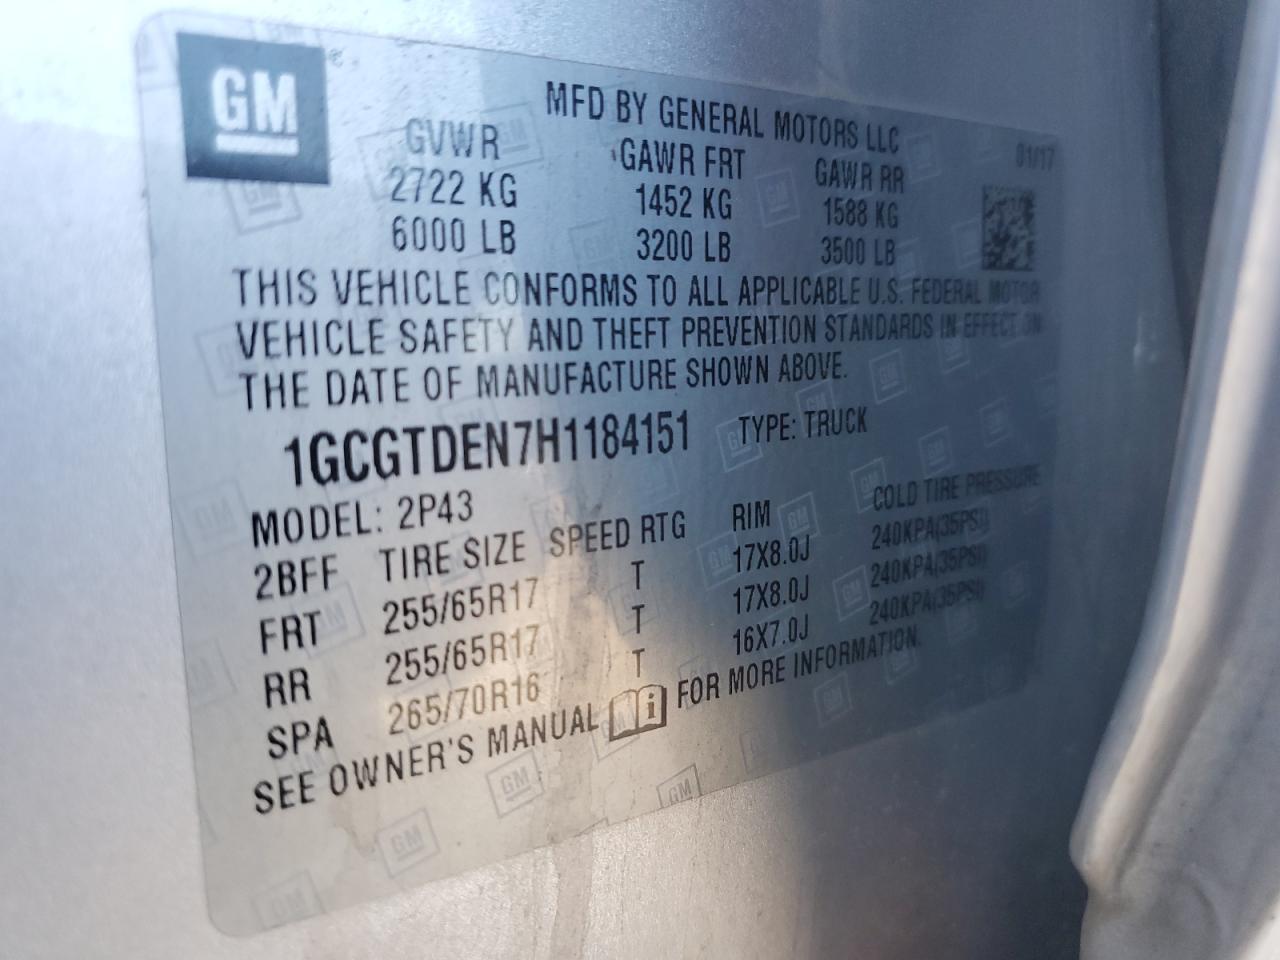 GM
MFD BY GENERAL MOTORS LLC
01/17
GVWR GAWR FRT GAWR RR
2722 KG 1452 KG 1588 KG
6000 LB 3200 LB 3500 LB
THIS VEHICLE CONFORMS TO ALL APPLICABLE U.S. FEDERAL MOTOR
VEHICLE SAFETY AND THEFT PREVENTION STANDARDS IN EFFECT ON
THE DATE OF MANUFACTURE SHOWN ABOVE.
1GCGTDEN7H1184151 TYPE: TRUCK
MODEL: 2P43
2BFF TIRE SIZE SPEED RTG RIM COLD TIRE PRESSURE
FRT 255/65R17 T 17X8.0J 240KPA(35PSI)
RR 255/65R17 T 17X8.0J 240KPA(35PSI)
SPA 265/70R16 T 16X7.0J 240KPA(35PSI)
SEE OWNER'S MANUAL i FOR MORE INFORMATION.